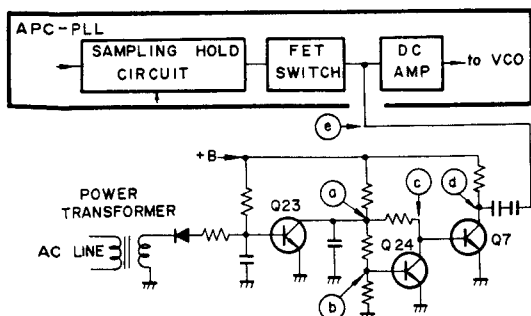 APC-PLL
SAMPLING HOLD
CIRCUIT
FET
SWITCH
DC
AMP
to VCO
e
+B
POWER
TRANSFORMER
AC LINE
Q23
a
b
c
Q24
d
Q7